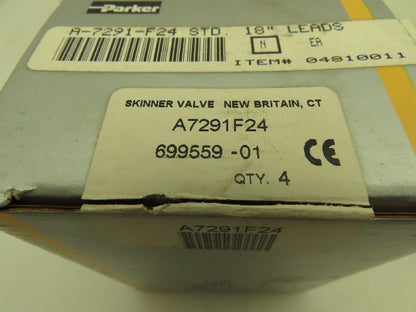 Parker
A-7291-F24 STD. 18" LEADS
N EA
ITEM# 04810011
SKINNER VALVE NEW BRITAIN, CT
A7291F24
699559 -01
CE
QTY. 4
A7291F24